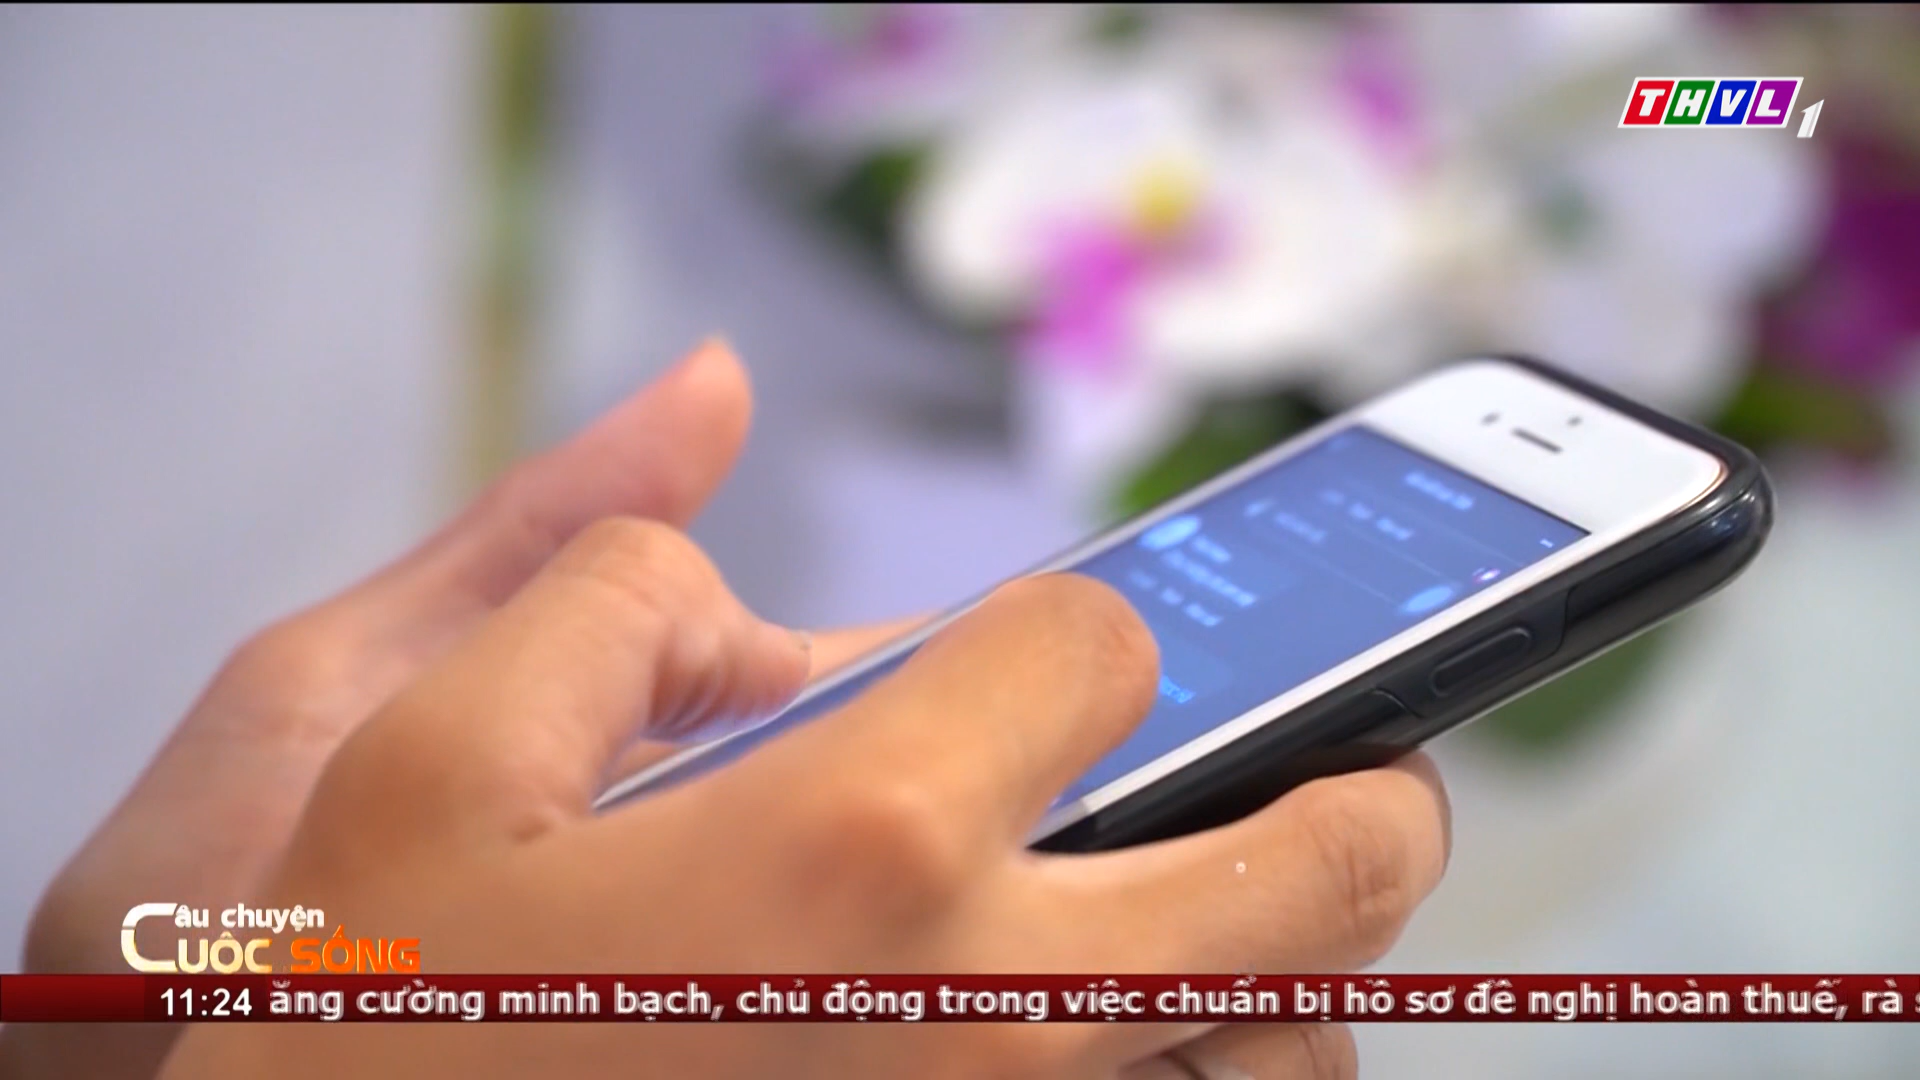 THVL1
Câu chuyện
CUỘC SỐNG
11:24 ăng cường minh bạch, chủ động trong việc chuẩn bị hồ sơ đề nghị hoàn thuế, rà s